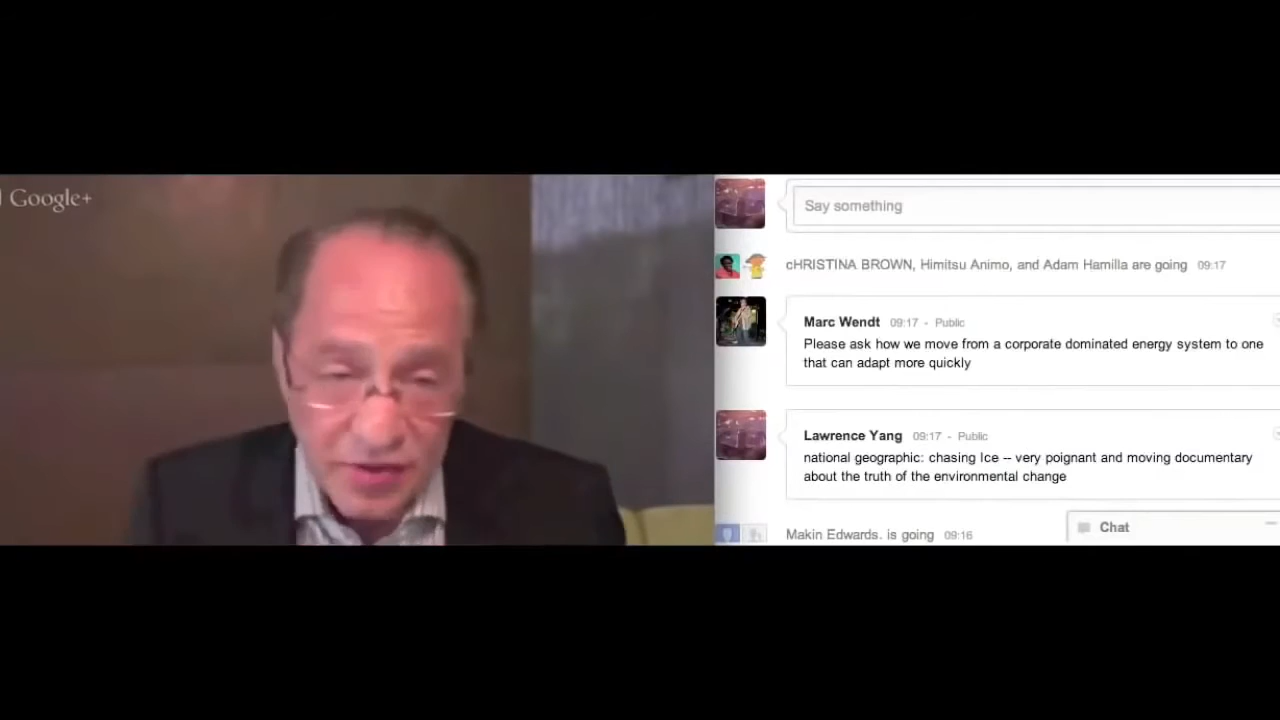 Google+
Say something
cHRISTINA BROWN, Himitsu Animo, and Adam Hamilla are going 09:17
Marc Wendt 09:17 - Public
Please ask how we move from a corporate dominated energy system to one
that can adapt more quickly
Lawrence Yang 09:17 - Public
national geographic: chasing Ice -- very poignant and moving documentary
about the truth of the environmental change
Chat
Makin Edwards. is going 09:16